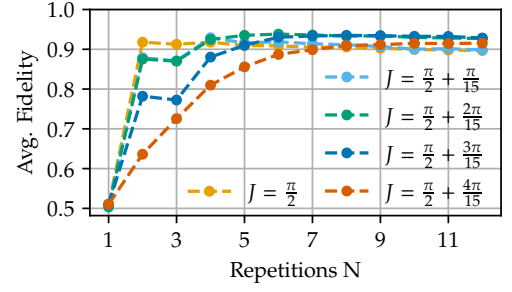 Avg. Fidelity
1.0
0.9
0.8
0.7
0.6
0.5
J = π/2 + π/15
J = π/2 + 2π/15
J = π/2 + 3π/15
J = π/2 J = π/2 + 4π/15
1 3 5 7 9 11
Repetitions N